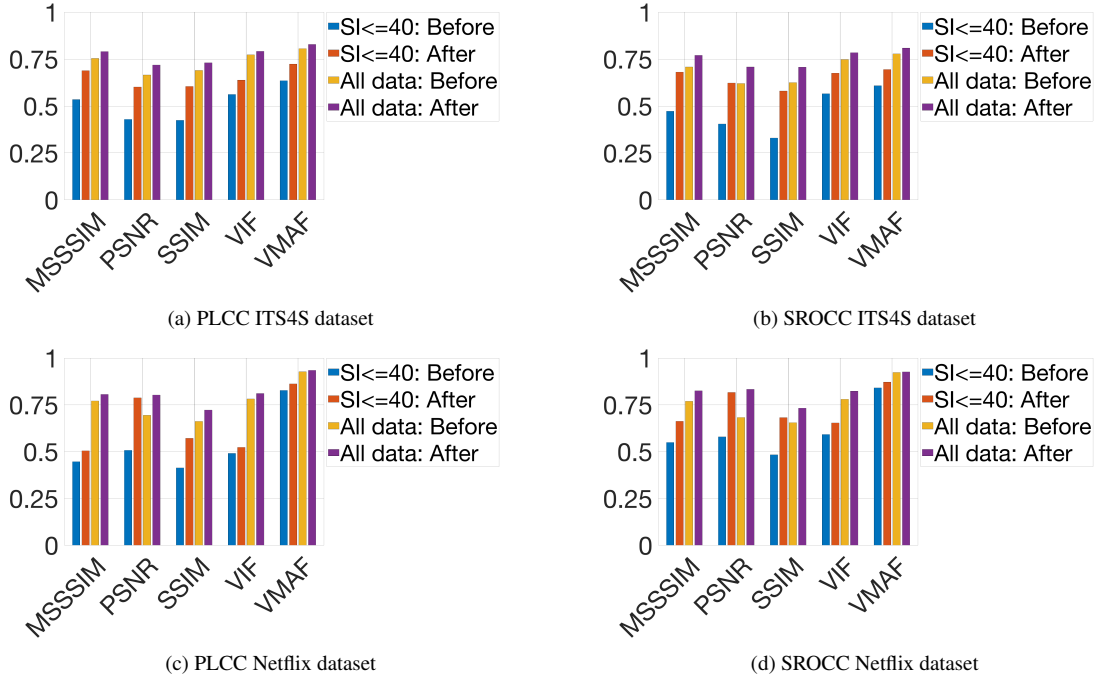 1
0.75
0.5
0.25
0
MSSSIM
PSNR
SSIM
VIF
VMAF
SI<=40: Before
SI<=40: After
All data: Before
All data: After
(a) PLCC ITS4S dataset
1
0.75
0.5
0.25
0
MSSSIM
PSNR
SSIM
VIF
VMAF
SI<=40: Before
SI<=40: After
All data: Before
All data: After
(b) SROCC ITS4S dataset
1
0.75
0.5
0.25
0
MSSSIM
PSNR
SSIM
VIF
VMAF
SI<=40: Before
SI<=40: After
All data: Before
All data: After
(c) PLCC Netflix dataset
1
0.75
0.5
0.25
0
MSSSIM
PSNR
SSIM
VIF
VMAF
SI<=40: Before
SI<=40: After
All data: Before
All data: After
(d) SROCC Netflix dataset